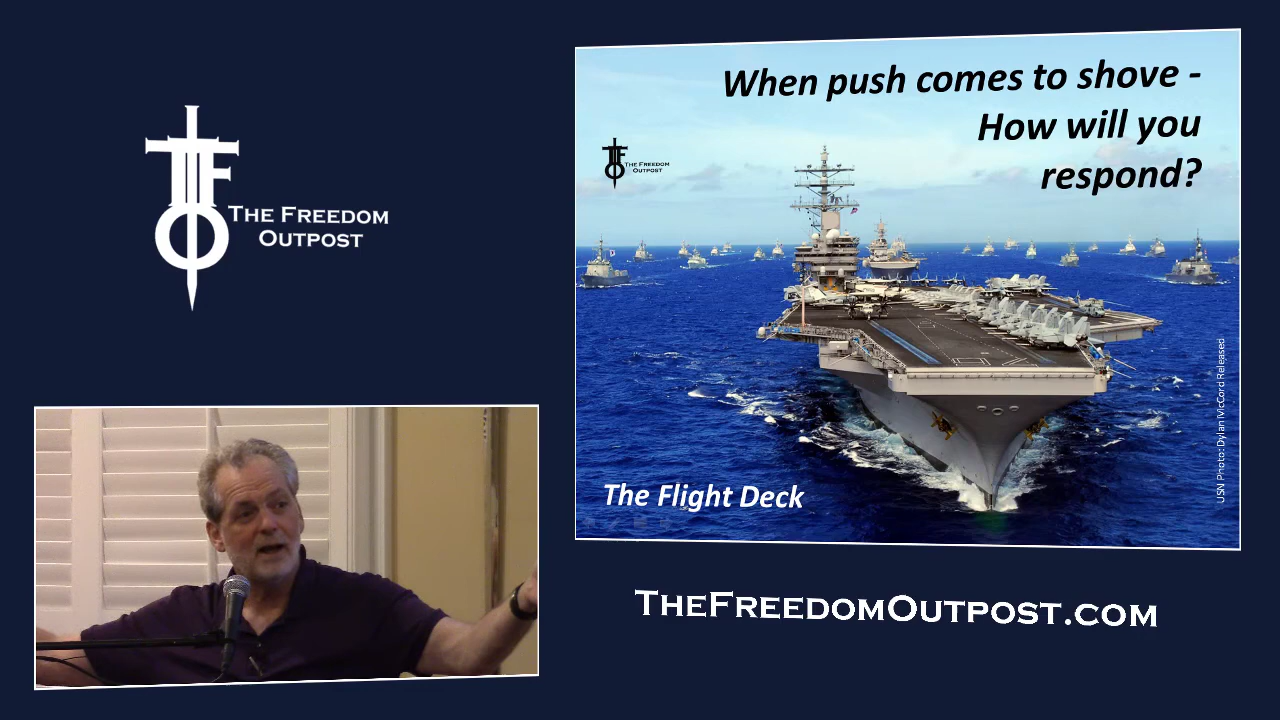 THE FREEDOM
OUTPOST
When push comes to shove -
How will you
respond?
THE FREEDOM
OUTPOST
USN Photo: Dylan McCord Released
The Flight Deck
THEFREEDOMOUTPOST.COM